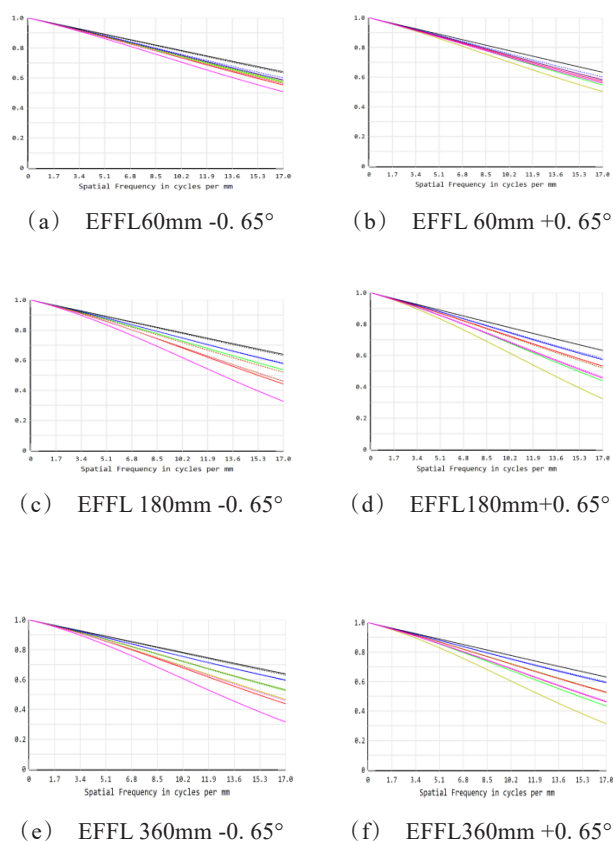 1.0
0.8
0.6
0.4
0.2
0
0 1.7 3.4 5.1 6.8 8.5 10.2 11.9 13.6 15.3 17.0
Spatial Frequency in cycles per mm
（a） EFFL60mm -0. 65°
1.0
0.8
0.6
0.4
0.2
0
0 1.7 3.4 5.1 6.8 8.5 10.2 11.9 13.6 15.3 17.0
Spatial Frequency in cycles per mm
（b） EFFL 60mm +0. 65°
1.0
0.8
0.6
0.4
0.2
0
0 1.7 3.4 5.1 6.8 8.5 10.2 11.9 13.6 15.3 17.0
Spatial Frequency in cycles per mm
（c） EFFL 180mm -0. 65°
1.0
0.8
0.6
0.4
0.2
0
0 1.7 3.4 5.1 6.8 8.5 10.2 11.9 13.6 15.3 17.0
Spatial Frequency in cycles per mm
（d） EFFL180mm+0. 65°
1.0
0.8
0.6
0.4
0.2
0
0 1.7 3.4 5.1 6.8 8.5 10.2 11.9 13.6 15.3 17.0
Spatial Frequency in cycles per mm
（e） EFFL 360mm -0. 65°
1.0
0.8
0.6
0.4
0.2
0
0 1.7 3.4 5.1 6.8 8.5 10.2 11.9 13.6 15.3 17.0
Spatial Frequency in cycles per mm
（f） EFFL360mm +0. 65°